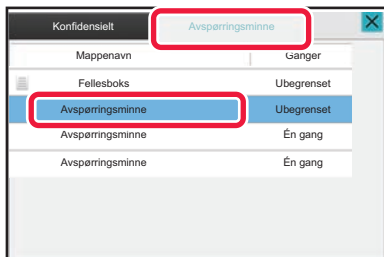 Konfidensielt Avspørringsminne
Mappenavn Ganger
Fellesboks Ubegrenset
Avspørringsminne Ubegrenset
Avspørringsminne Én gang
Avspørringsminne Én gang